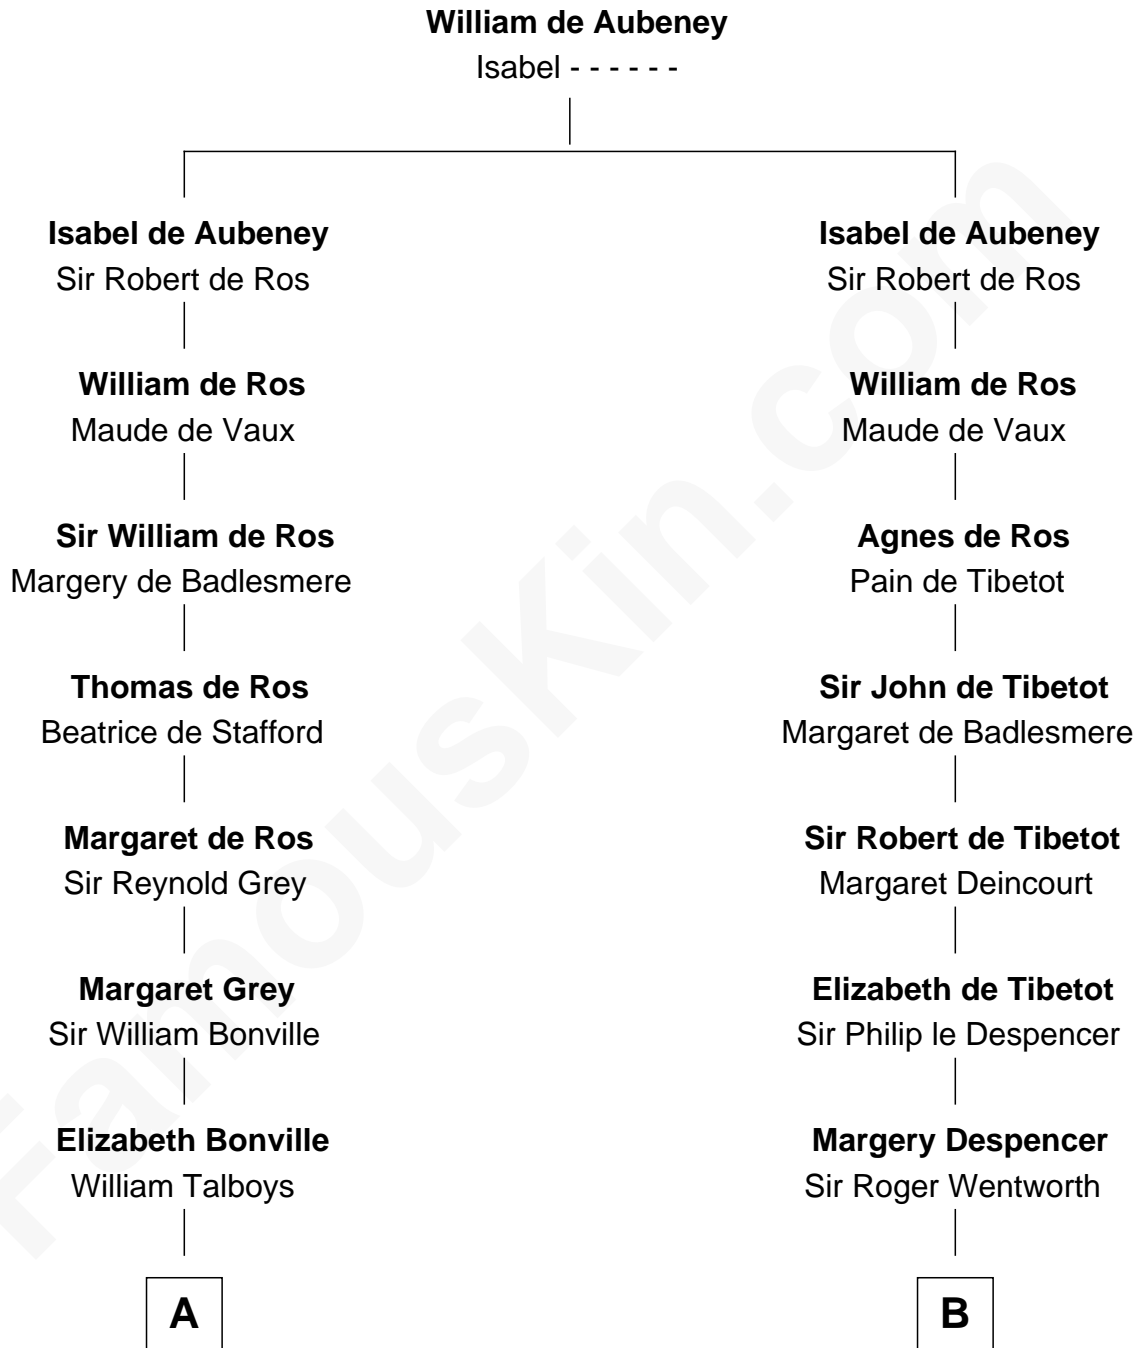 William de Aubeney
Isabel - - - - - -
Isabel de Aubeney
Sir Robert de Ros
William de Ros
Maude de Vaux
Sir William de Ros
Margery de Badlesmere
Thomas de Ros
Beatrice de Stafford
Margaret de Ros
Sir Reynold Grey
Margaret Grey
Sir William Bonville
Elizabeth Bonville
William Talboys
A
Isabel de Aubeney
Sir Robert de Ros
William de Ros
Maude de Vaux
Agnes de Ros
Pain de Tibetot
Sir John de Tibetot
Margaret de Badlesmere
Sir Robert de Tibetot
Margaret Deincourt
Elizabeth de Tibetot
Sir Philip le Despencer
Margery Despencer
Sir Roger Wentworth
B
FamousKin.com